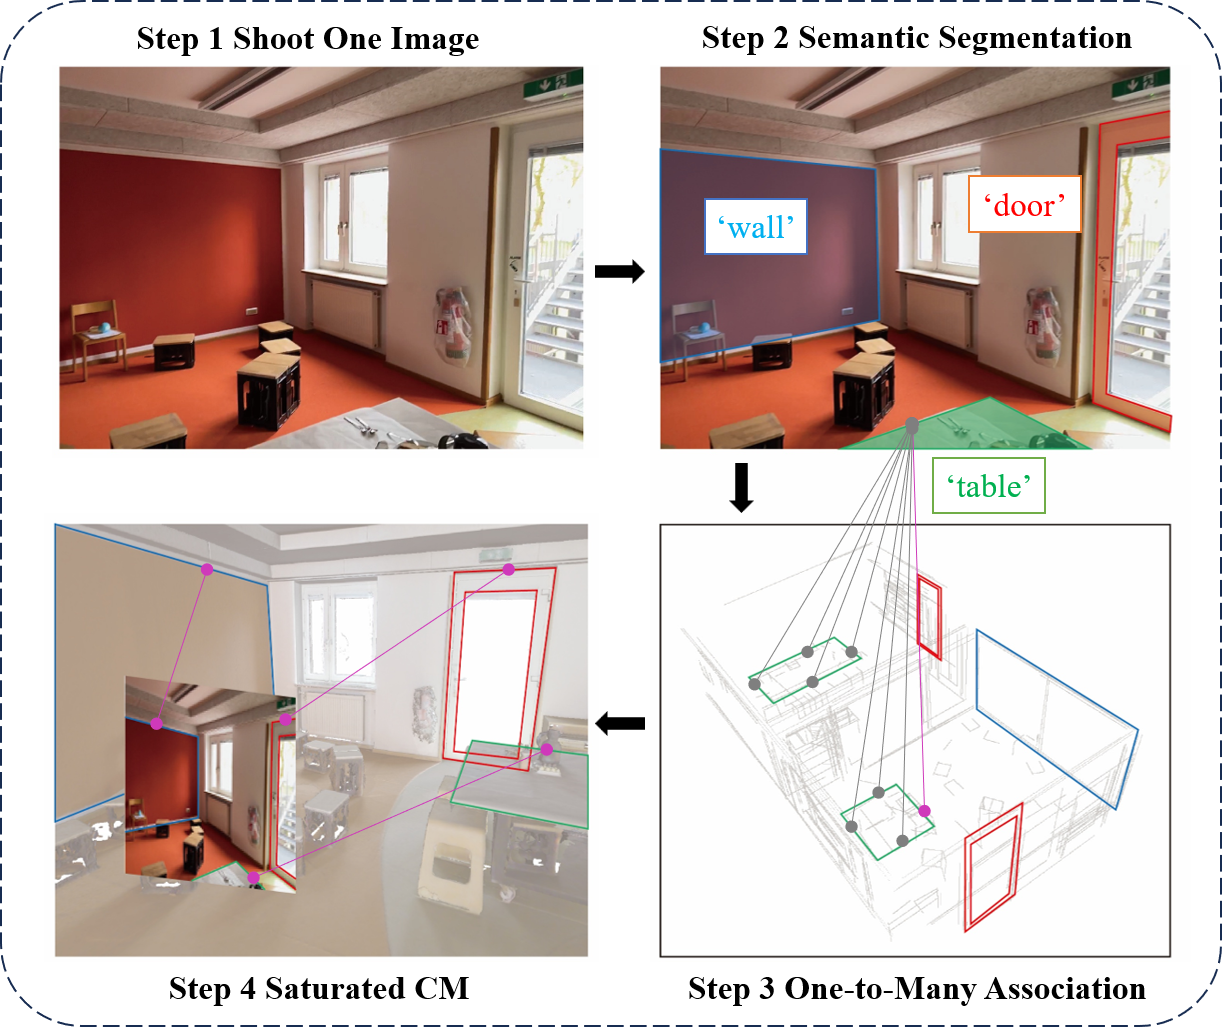 Step 1 Shoot One Image
Step 2 Semantic Segmentation
‘wall’
‘door’
‘table’
Step 4 Saturated CM
Step 3 One-to-Many Association